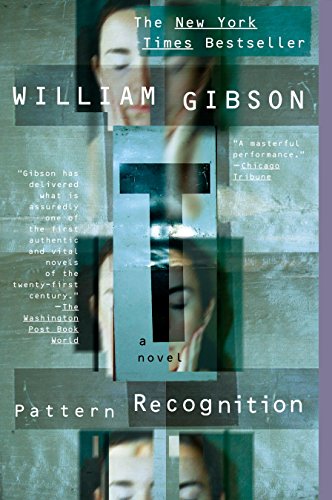 The New York
Times Bestseller
WILLIAM GIBSON
"A masterful
performance."
—Chicago
Tribune
"Gibson has
delivered
what is
assuredly
one of
the first
authentic
and vital
novels
of the
twenty-first
century."
—The
Washington
Post Book
World
T
a
novel
Pattern Recognition